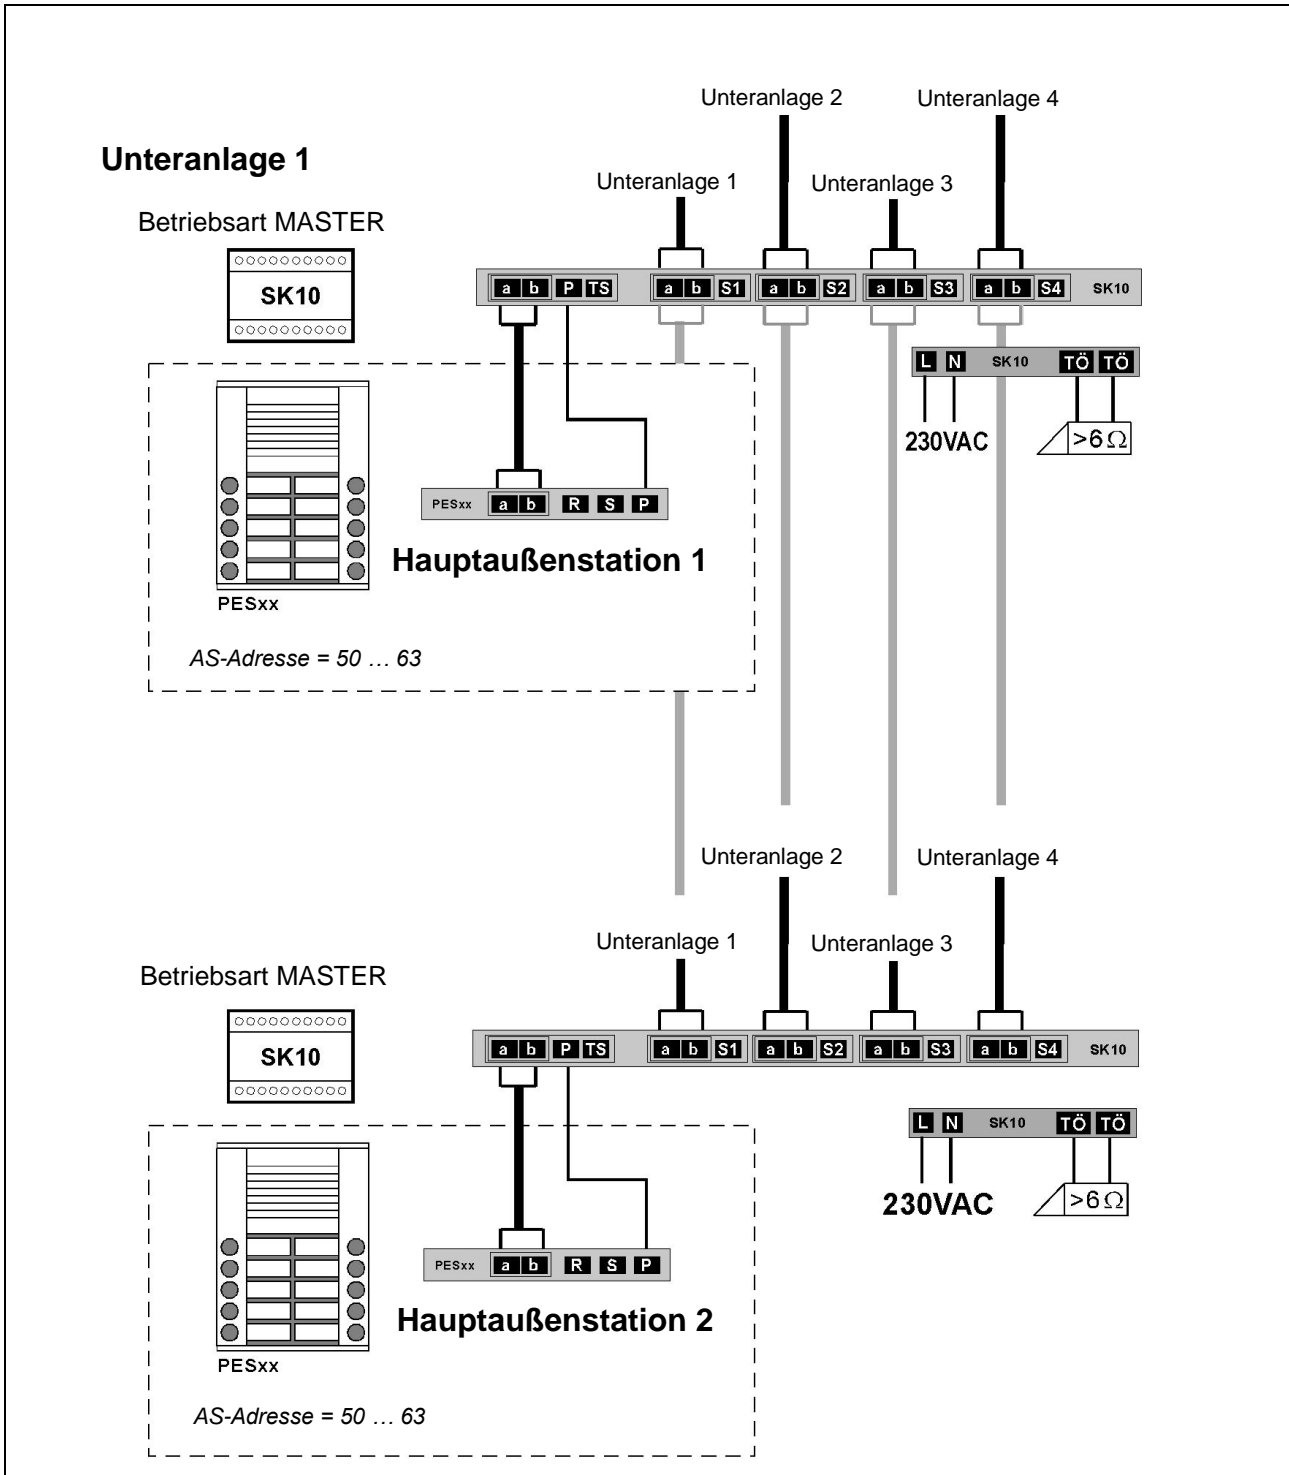 Unteranlage 2 Unteranlage 4
Unteranlage 1
Unteranlage 1 Unteranlage 3
Betriebsart MASTER
SK10
a b P TS a b S1 a b S2 a b S3 a b S4 SK10
L N SK10 TÖ TÖ
230VAC >6Ω
PESxx a b R S P
Hauptaußenstation 1
PESxx
AS-Adresse = 50 … 63
Unteranlage 2 Unteranlage 4
Unteranlage 1 Unteranlage 3
Betriebsart MASTER
SK10
a b P TS a b S1 a b S2 a b S3 a b S4 SK10
L N SK10 TÖ TÖ
230VAC >6Ω
PESxx a b R S P
Hauptaußenstation 2
PESxx
AS-Adresse = 50 … 63